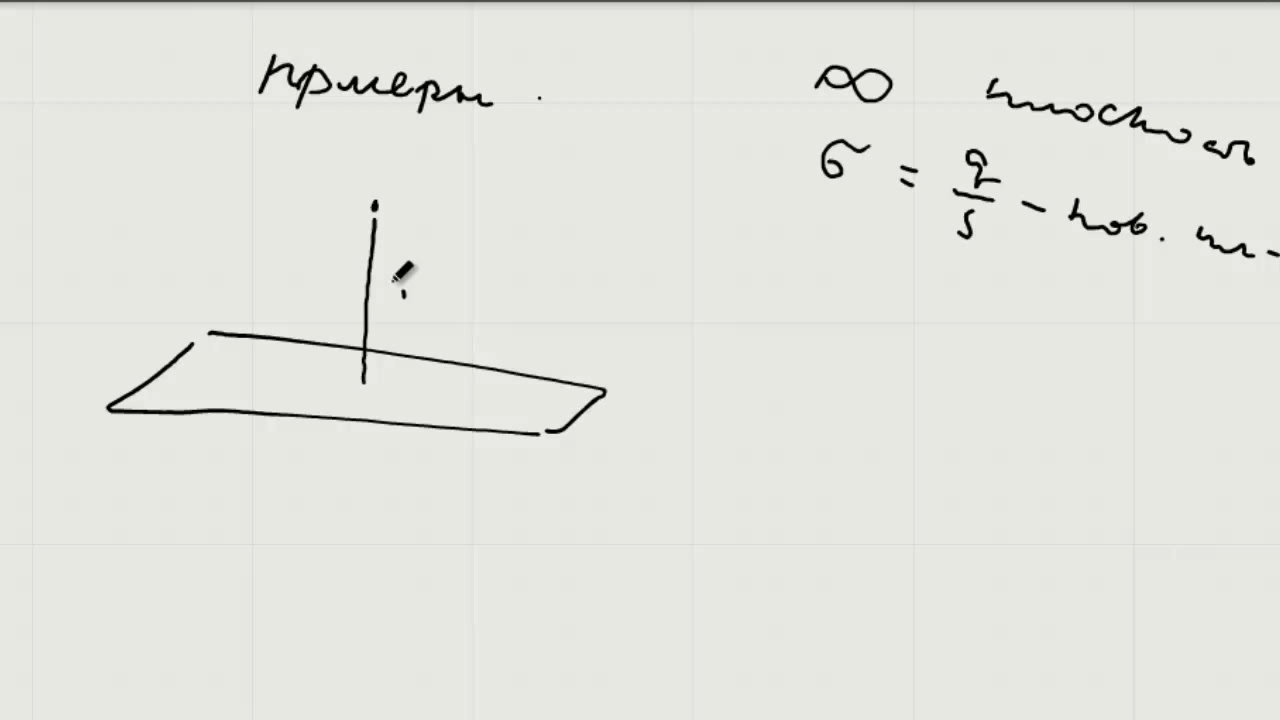 примеры.
∞ плоскость
σ = q/s - пов. пл-